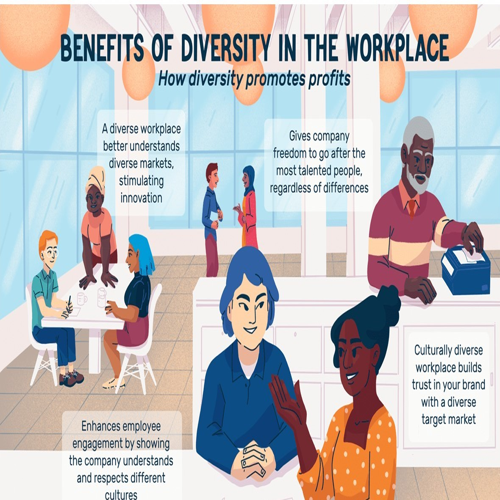 BENEFITS OF DIVERSITY IN THE WORKPLACE
How diversity promotes profits
A diverse workplace
better understands
diverse markets,
stimulating
innovation
Gives company
freedom to go after the
most talented people,
regardless of differences
Culturally diverse
workplace builds
trust in your brand
with a diverse
target market
Enhances employee
engagement by showing
the company understands
and respects different
cultures